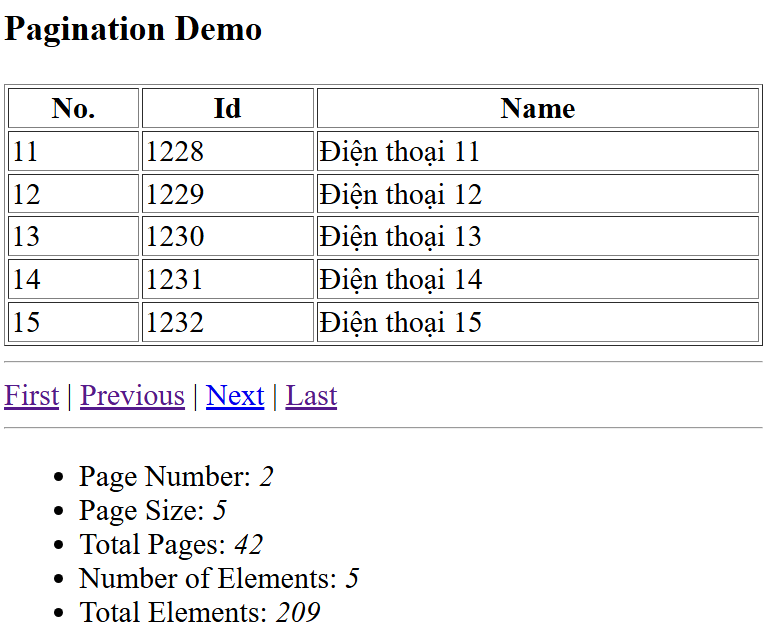 Pagination Demo
No. Id Name
11 1228 Điện thoại 11
12 1229 Điện thoại 12
13 1230 Điện thoại 13
14 1231 Điện thoại 14
15 1232 Điện thoại 15
First | Previous | Next | Last
• Page Number: 2
• Page Size: 5
• Total Pages: 42
• Number of Elements: 5
• Total Elements: 209